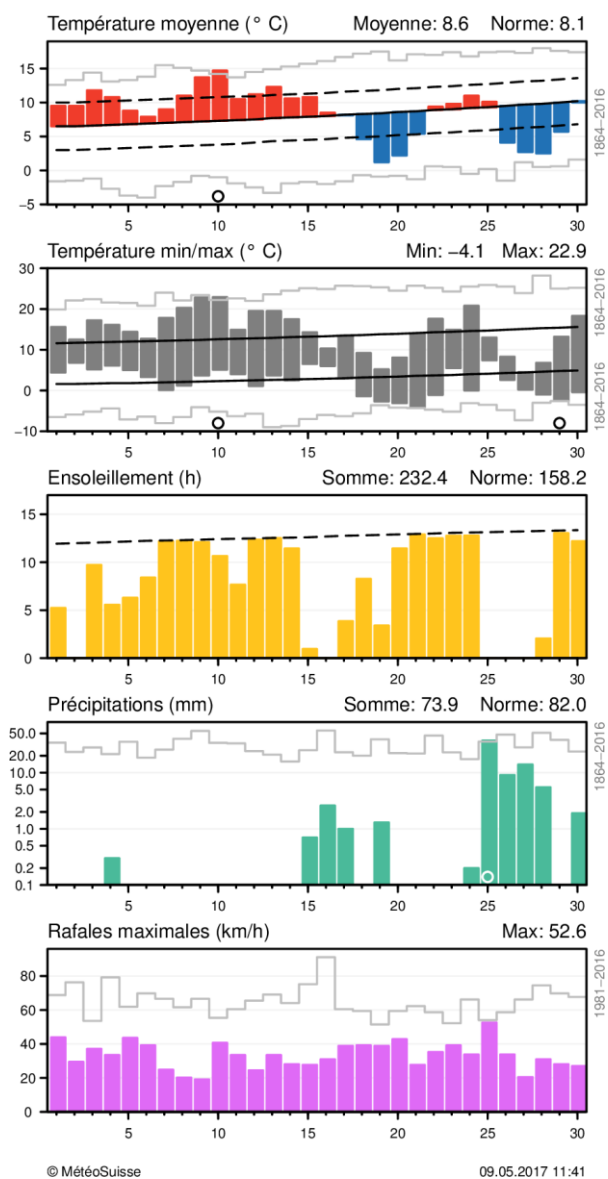 Température moyenne (° C) Moyenne: 8.6 Norme: 8.1
15
10
5
0
−5
5 10 15 20 25 30
1864−2016
Température min/max (° C) Min: −4.1 Max: 22.9
30
20
10
0
−10
5 10 15 20 25 30
1864−2016
Ensoleillement (h) Somme: 232.4 Norme: 158.2
15
10
5
0
5 10 15 20 25 30
Précipitations (mm) Somme: 73.9 Norme: 82.0
50.0
20.0
10.0
5.0
2.0
1.0
0.5
0.2
0.1
5 10 15 20 25 30
1864−2016
Rafales maximales (km/h) Max: 52.6
80
60
40
20
0
5 10 15 20 25 30
1981−2016
© MétéoSuisse 09.05.2017 11:41